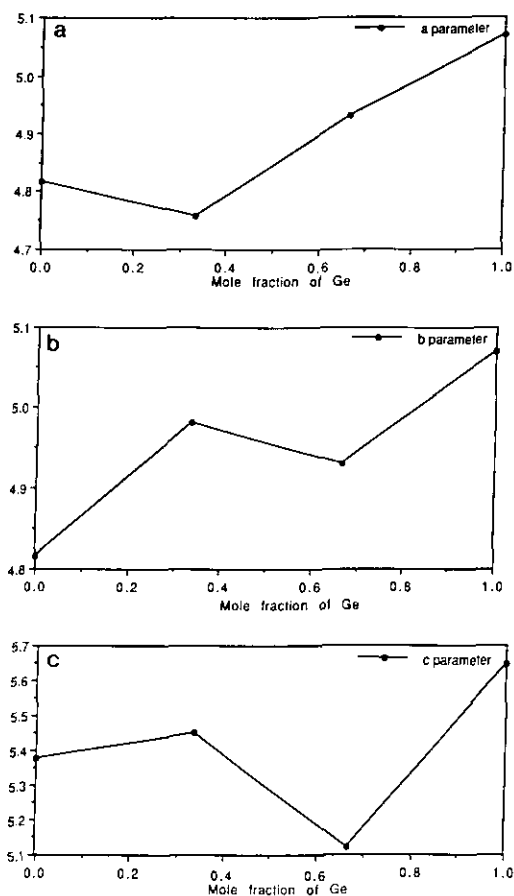 a
a parameter
5.1
5.0
4.9
4.8
4.7
0.0 0.2 0.4 0.6 0.8 1.0
Mole fraction of Ge
b
b parameter
5.1
5.0
4.9
4.8
0.0 0.2 0.4 0.6 0.8 1.0
Mole fraction of Ge
c
c parameter
5.7
5.6
5.5
5.4
5.3
5.2
5.1
0.0 0.2 0.4 0.6 0.8 1.0
Mole fraction of Ge